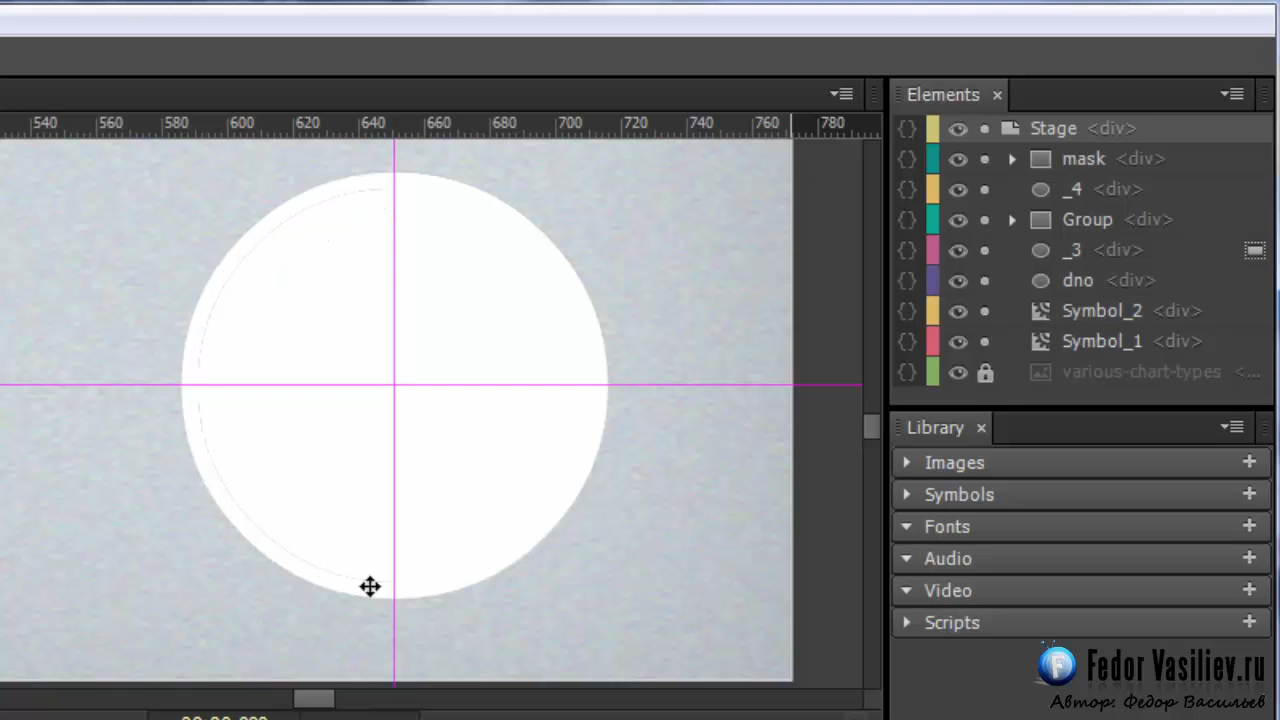 Elements ×
540 560 580 600 620 640 660 680 700 720 740 760 780
{} Stage <div>
{} mask <div>
{} _4 <div>
{} Group <div>
{} _3 <div>
{} dno <div>
{} Symbol_2 <div>
{} Symbol_1 <div>
{} various-chart-types <...
Library ×
Images +
Symbols +
Fonts +
Audio +
Video +
Scripts +
F Fedor Vasiliev.ru
Автор: Федор Васильев